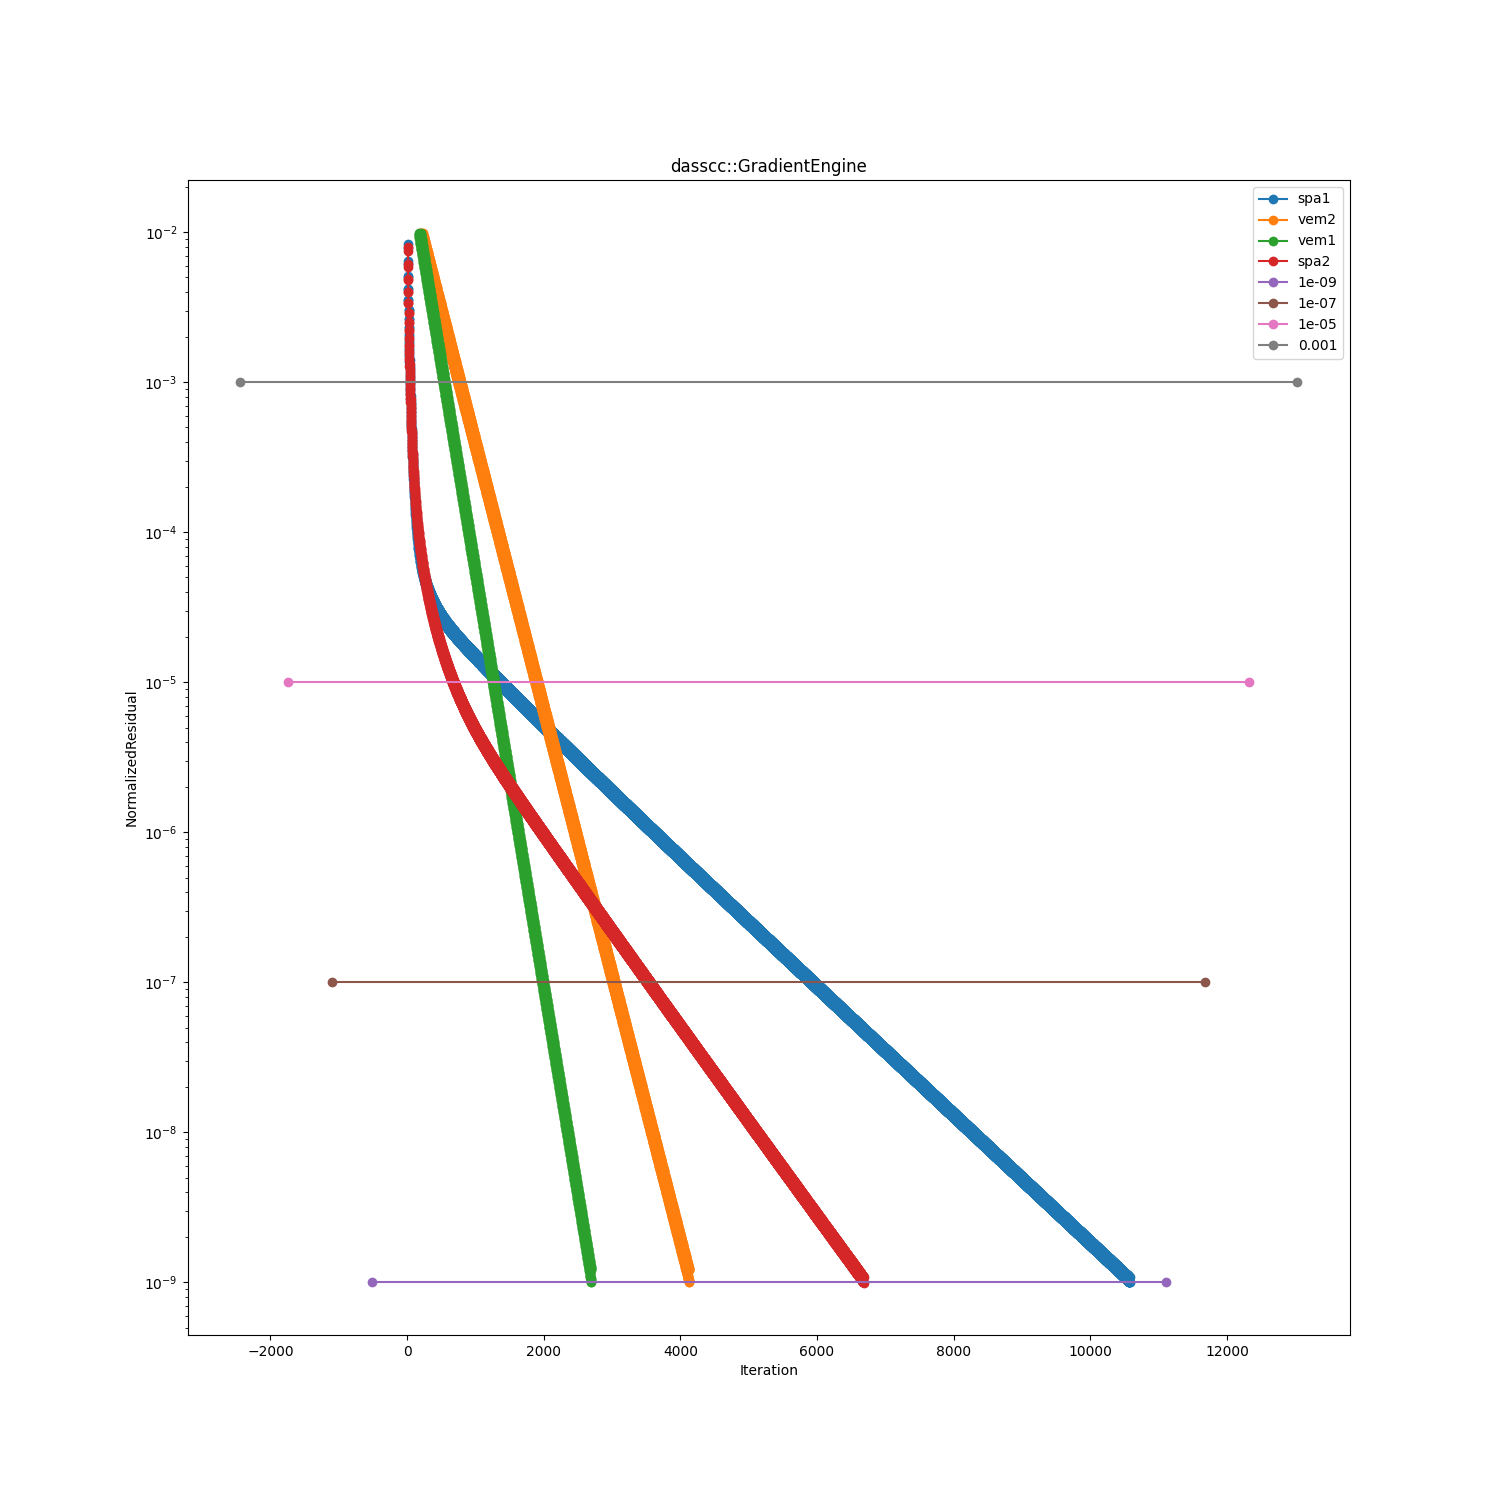 dasscc::GradientEngine
spa1
vem2
vem1
spa2
1e-09
1e-07
1e-05
0.001
NormalizedResidual
10⁻²
10⁻³
10⁻⁴
10⁻⁵
10⁻⁶
10⁻⁷
10⁻⁸
10⁻⁹
−2000 0 2000 4000 6000 8000 10000 12000
Iteration